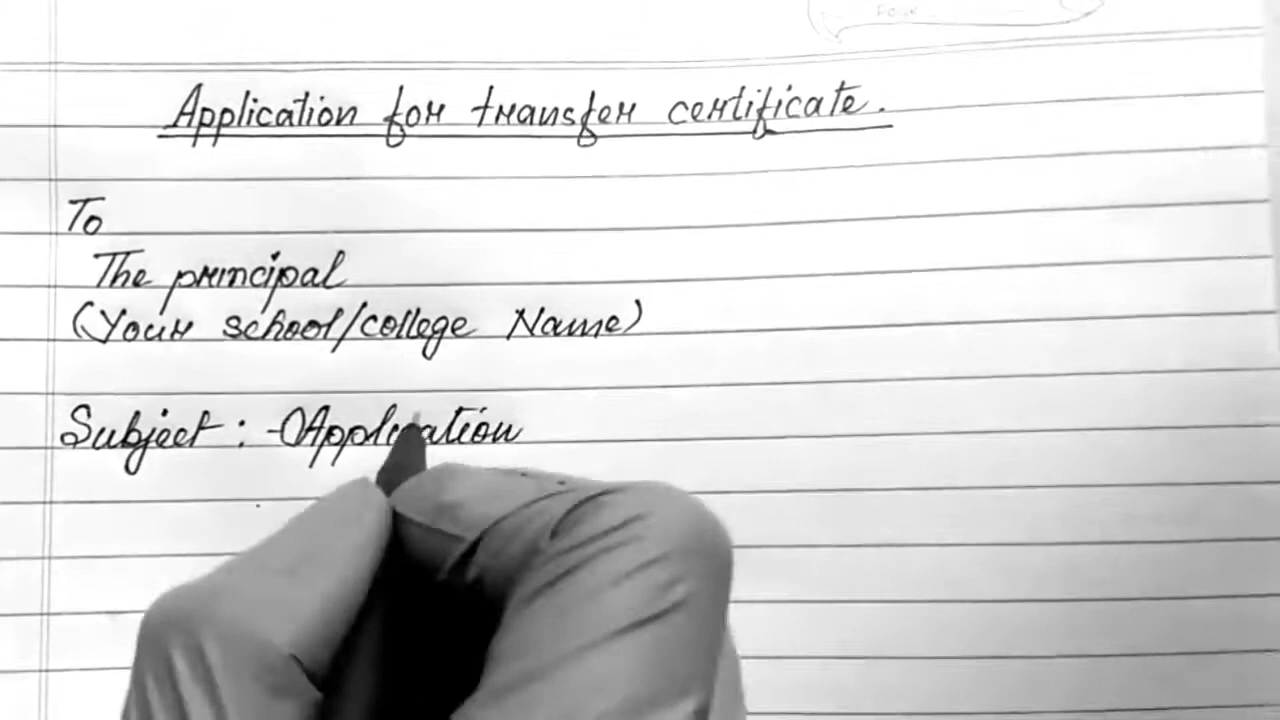 Application for transfer certificate.
To
The principal
(Your school/college Name)
Subject : - Application